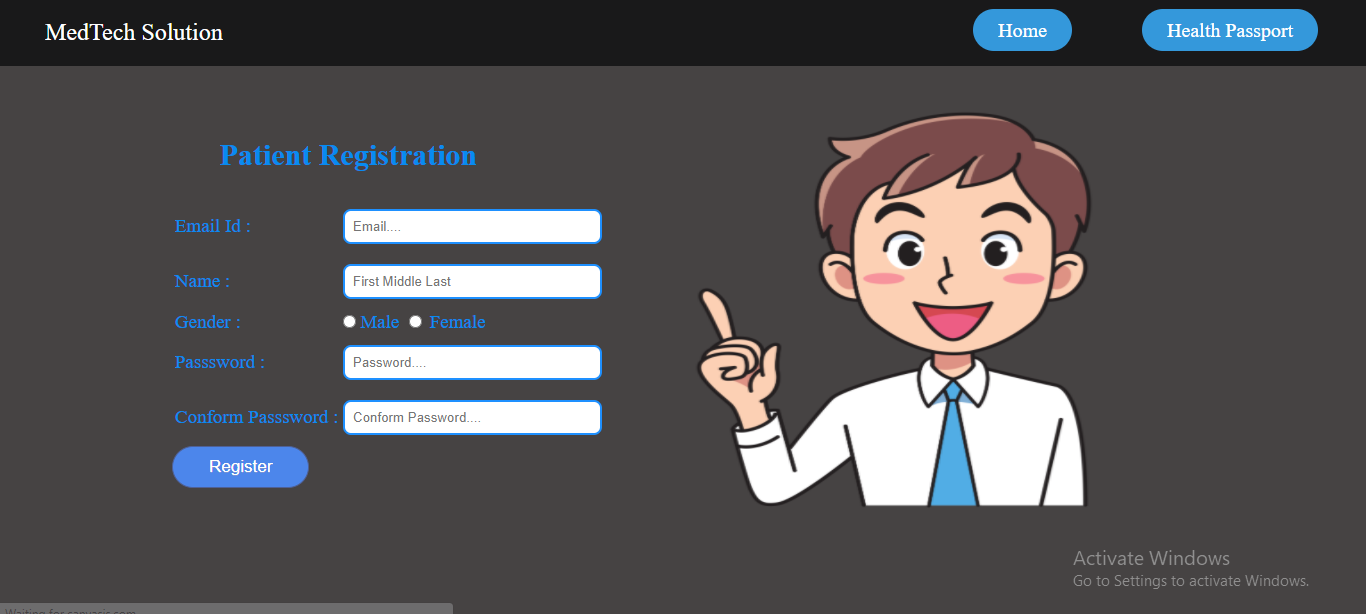 MedTech Solution
Home
Health Passport
Patient Registration
Email Id :
Email....
Name :
First Middle Last
Gender :
Male
Female
Passsword :
Password....
Conform Passsword :
Conform Password....
Register
Activate Windows
Go to Settings to activate Windows.
Waiting for